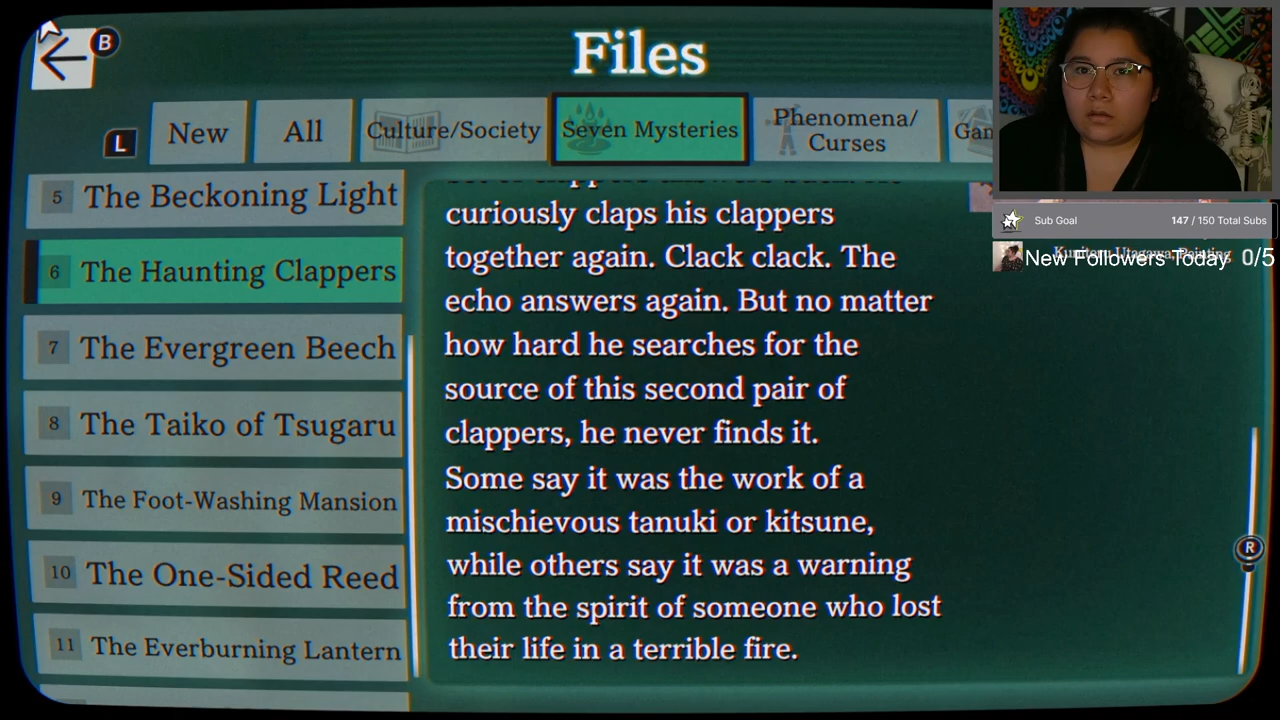 B
Files
L
New
All
Culture/Society
Seven Mysteries
Phenomena/
Curses
5 The Beckoning Light
6 The Haunting Clappers
7 The Evergreen Beech
8 The Taiko of Tsugaru
9 The Foot-Washing Mansion
10 The One-Sided Reed
11 The Everburning Lantern
curiously claps his clappers
together again. Clack clack. The
echo answers again. But no matter
how hard he searches for the
source of this second pair of
clappers, he never finds it.
Some say it was the work of a
mischievous tanuki or kitsune,
while others say it was a warning
from the spirit of someone who lost
their life in a terrible fire.
R
Sub Goal 147 / 150 Total Subs
Kuniteru Utagawa, Painting
New Followers Today 0/5